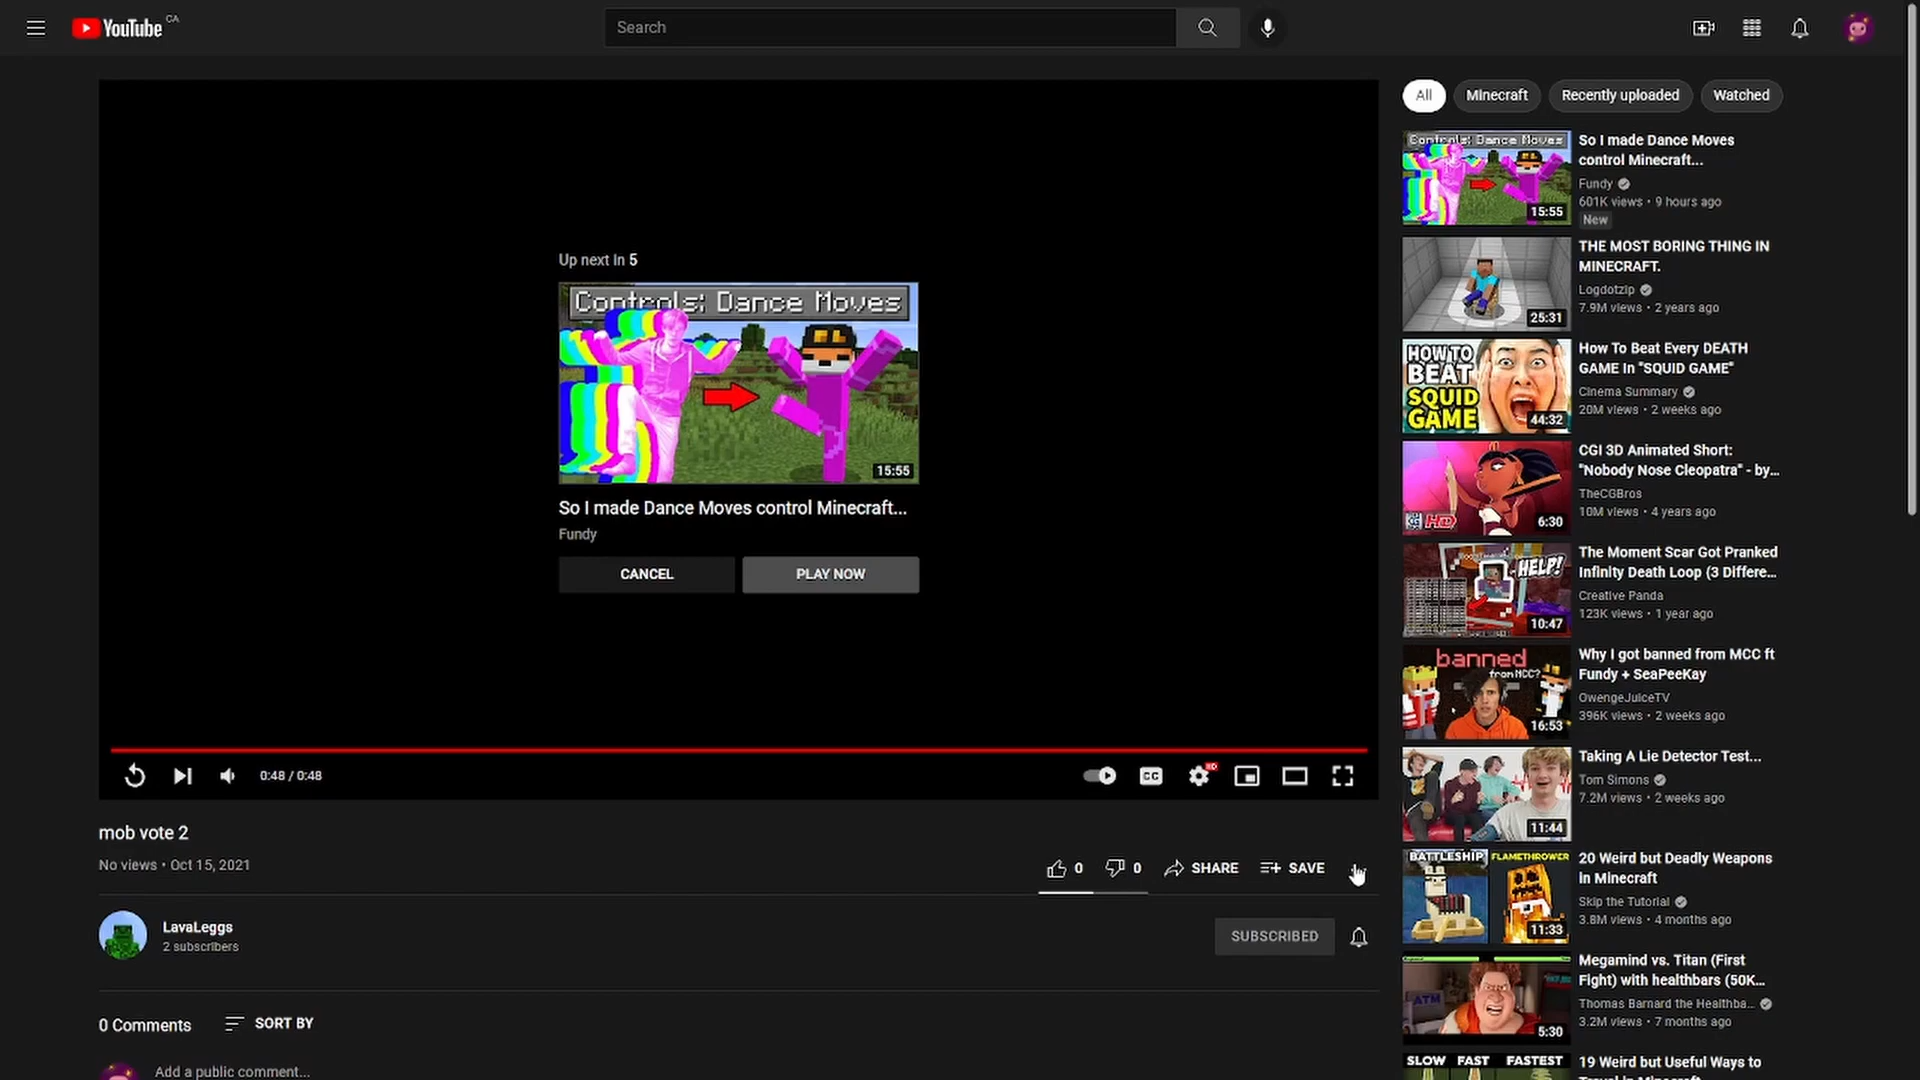 YouTube CA
Search
Up next in 5
Controls: Dance Moves
15:55
So I made Dance Moves control Minecraft...
Fundy
CANCEL
PLAY NOW
0:48 / 0:48
CC
HD
mob vote 2
No views • Oct 15, 2021
0
0
SHARE
SAVE
LavaLeggs
2 subscribers
SUBSCRIBED
0 Comments
SORT BY
Add a public comment...
All
Minecraft
Recently uploaded
Watched
Controls: Dance Moves
15:55
So I made Dance Moves
control Minecraft...
Fundy
601K views • 9 hours ago
New
25:31
THE MOST BORING THING IN
MINECRAFT.
Logdotzip
7.9M views • 2 years ago
HOW TO
BEAT
SQUID
GAME
44:32
How To Beat Every DEATH
GAME In "SQUID GAME"
Cinema Summary
20M views • 2 weeks ago
HD
6:30
CGI 3D Animated Short:
"Nobody Nose Cleopatra" - by...
TheCGBros
10M views • 4 years ago
HELP!
10:47
The Moment Scar Got Pranked
Infinity Death Loop (3 Differe...
Creative Panda
123K views • 1 year ago
banned
from MCC?
16:53
Why I got banned from MCC ft
Fundy + SeaPeeKay
OwengeJuiceTV
396K views • 2 weeks ago
11:44
Taking A Lie Detector Test...
Tom Simons
7.2M views • 2 weeks ago
BATTLESHIP
FLAMETHROWER
11:33
20 Weird but Deadly Weapons
in Minecraft
Skip the Tutorial
3.8M views • 4 months ago
ATM
5:30
Megamind vs. Titan (First
Fight) with healthbars (50K...
Thomas Barnard the Healthba...
3.2M views • 7 months ago
SLOW FAST FASTEST
19 Weird but Useful Ways to
Travel in Minecraft